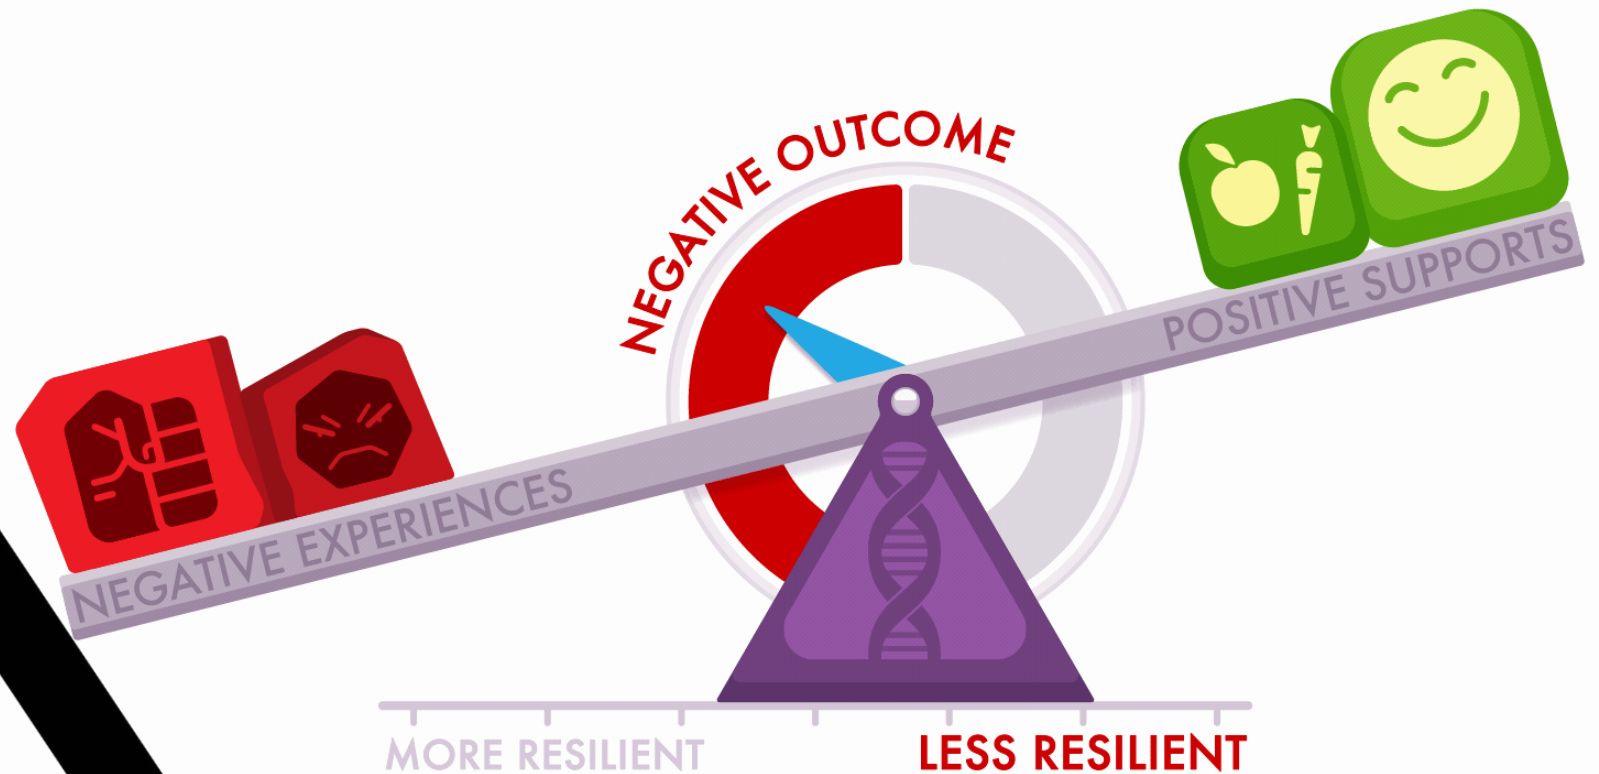 NEGATIVE OUTCOME
POSITIVE SUPPORTS
NEGATIVE EXPERIENCES
MORE RESILIENT
LESS RESILIENT